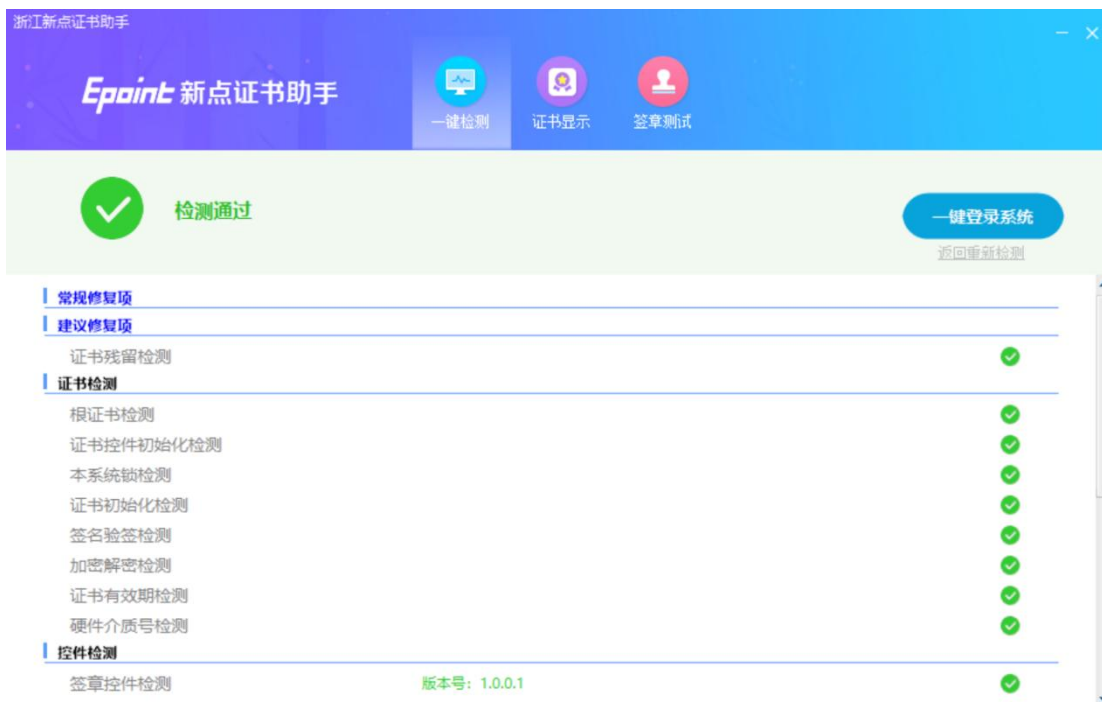 浙江新点证书助手
Epoint 新点证书助手
一键检测 证书显示 签章测试
检测通过
一键登录系统
返回重新检测
常规修复项
建议修复项
证书残留检测
证书检测
根证书检测
证书控件初始化检测
本系统锁检测
证书初始化检测
签名验签检测
加密解密检测
证书有效期检测
硬件介质号检测
控件检测
签章控件检测 版本号：1.0.0.1